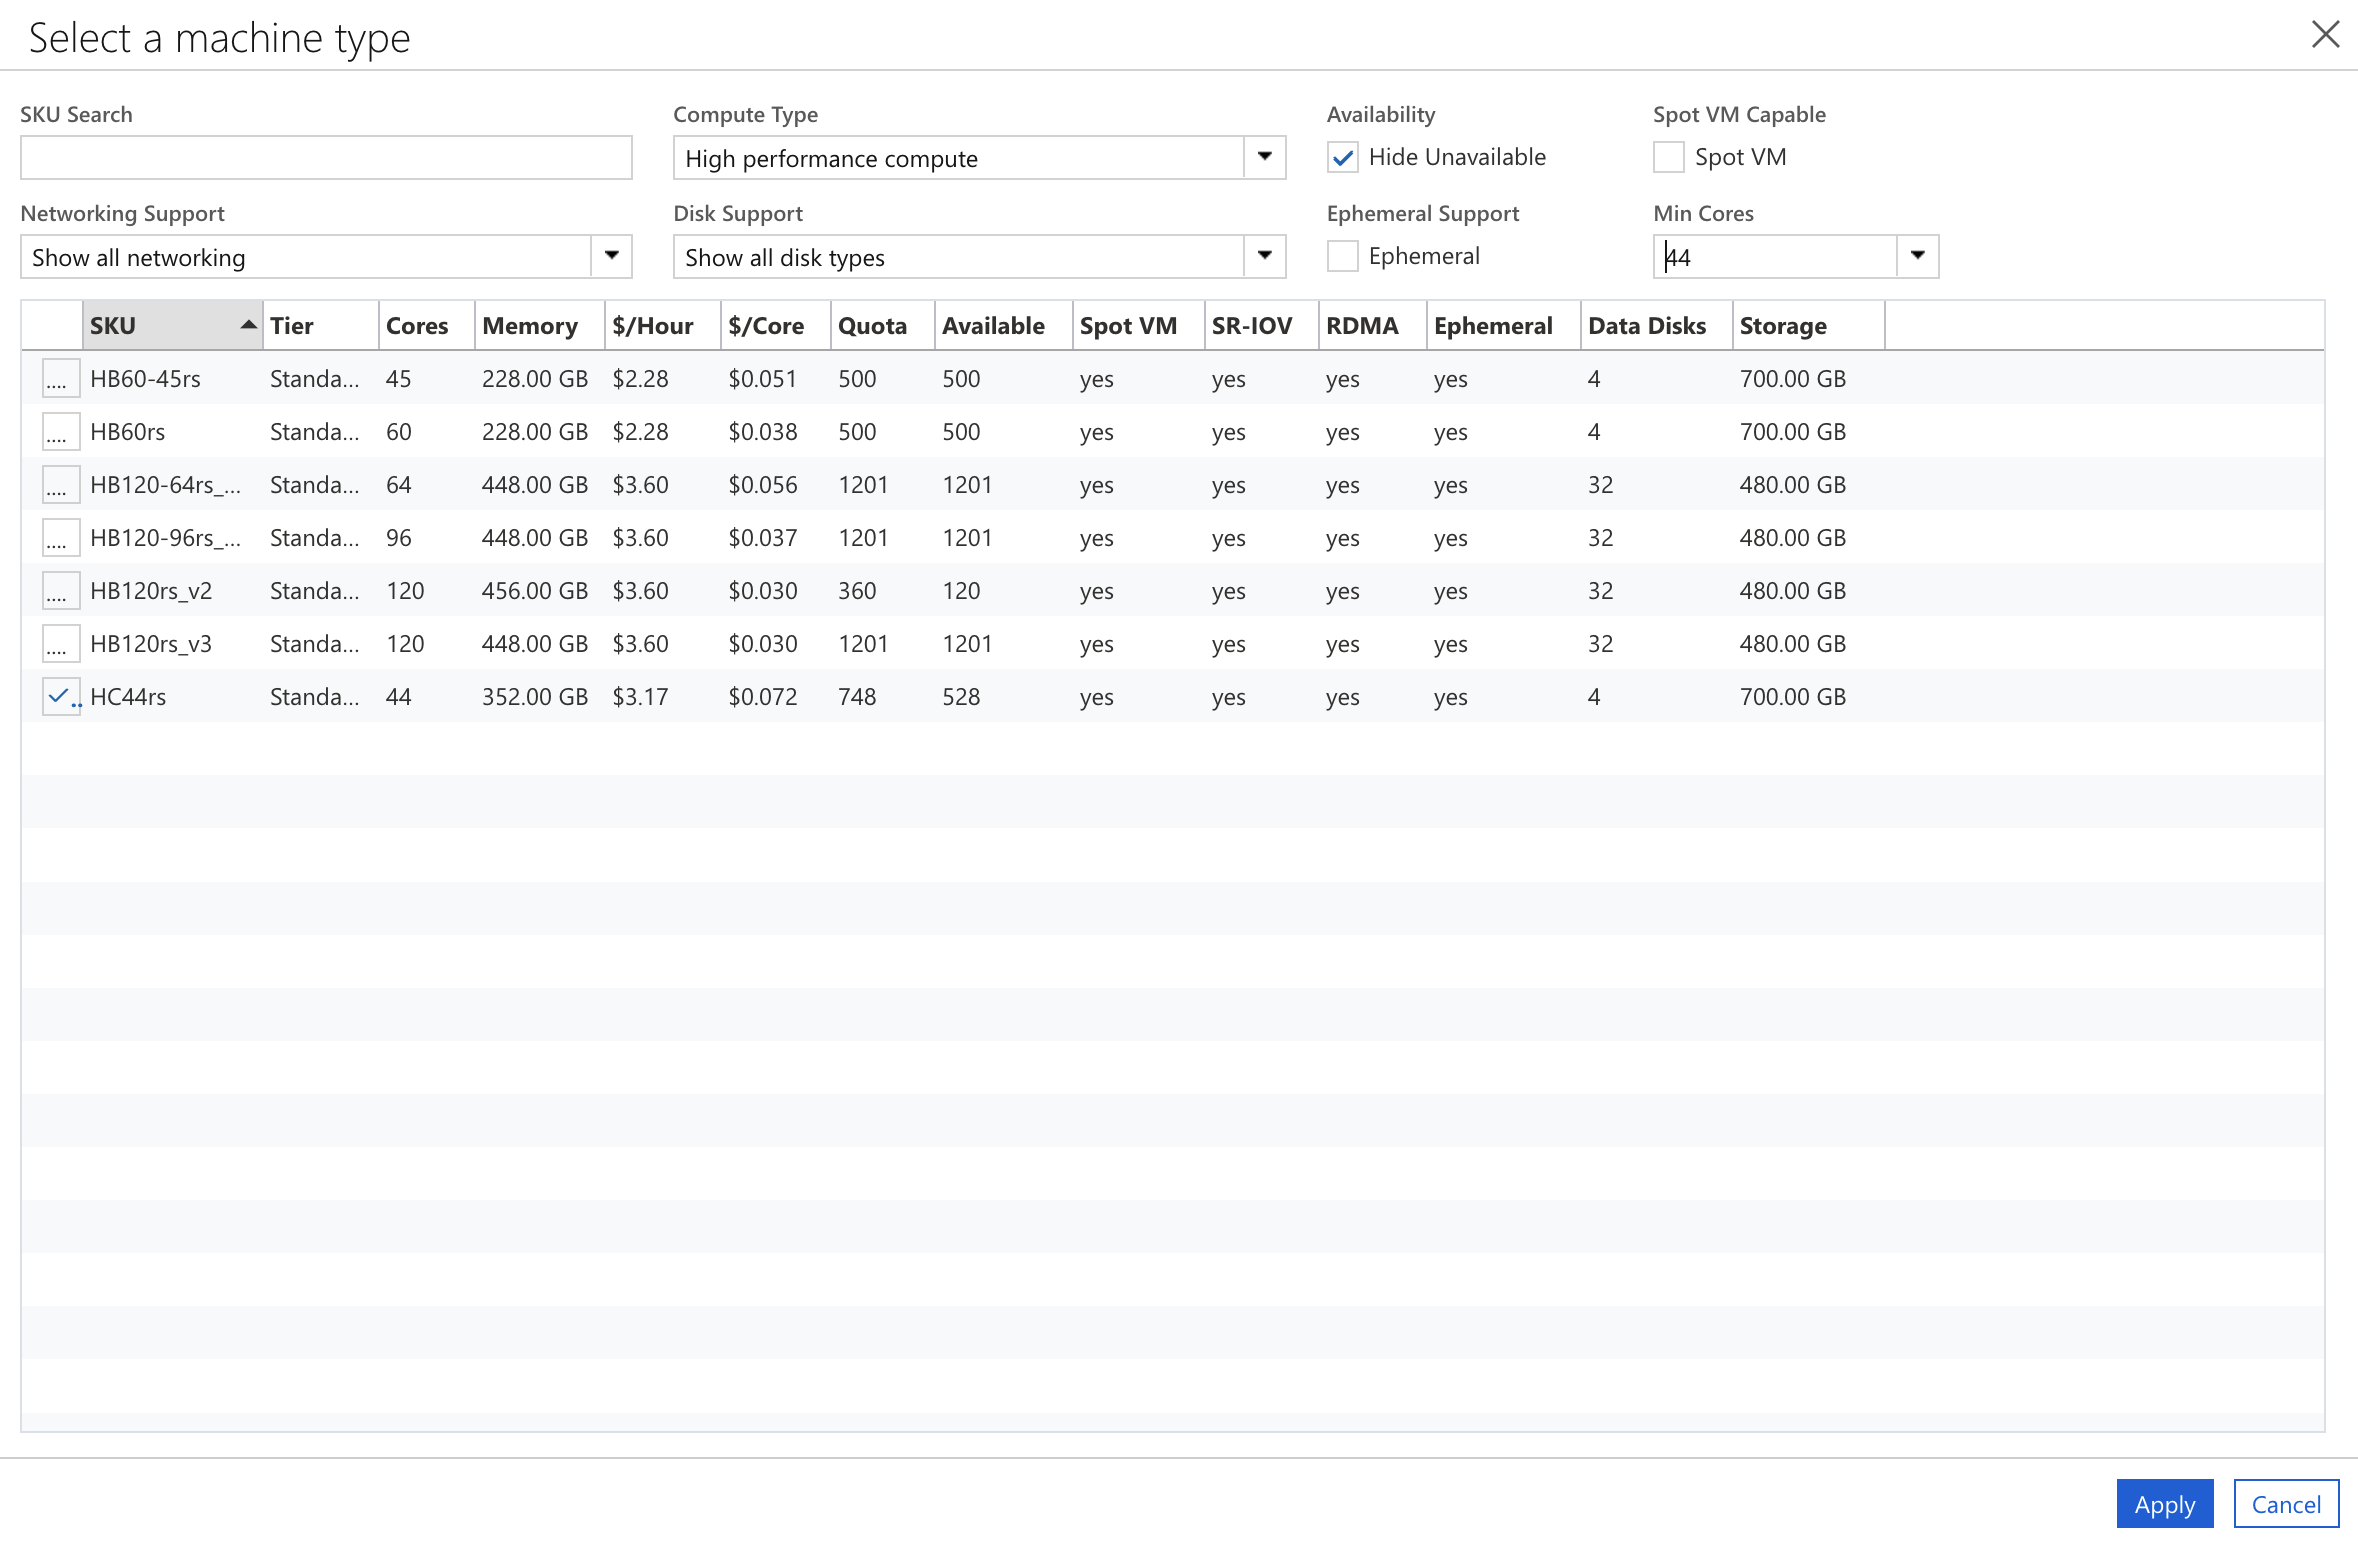 Select a machine type
SKU Search Compute Type Availability Spot VM Capable
High performance compute Hide Unavailable Spot VM
Networking Support Disk Support Ephemeral Support Min Cores
Show all networking Show all disk types Ephemeral 44
SKU Tier Cores Memory $/Hour $/Core Quota Available Spot VM SR-IOV RDMA Ephemeral Data Disks Storage
.... HB60-45rs Standa... 45 228.00 GB $2.28 $0.051 500 500 yes yes yes yes 4 700.00 GB
.... HB60rs Standa... 60 228.00 GB $2.28 $0.038 500 500 yes yes yes yes 4 700.00 GB
.... HB120-64rs_... Standa... 64 448.00 GB $3.60 $0.056 1201 1201 yes yes yes yes 32 480.00 GB
.... HB120-96rs_... Standa... 96 448.00 GB $3.60 $0.037 1201 1201 yes yes yes yes 32 480.00 GB
.... HB120rs_v2 Standa... 120 456.00 GB $3.60 $0.030 360 120 yes yes yes yes 32 480.00 GB
.... HB120rs_v3 Standa... 120 448.00 GB $3.60 $0.030 1201 1201 yes yes yes yes 32 480.00 GB
.. HC44rs Standa... 44 352.00 GB $3.17 $0.072 748 528 yes yes yes yes 4 700.00 GB
Apply Cancel